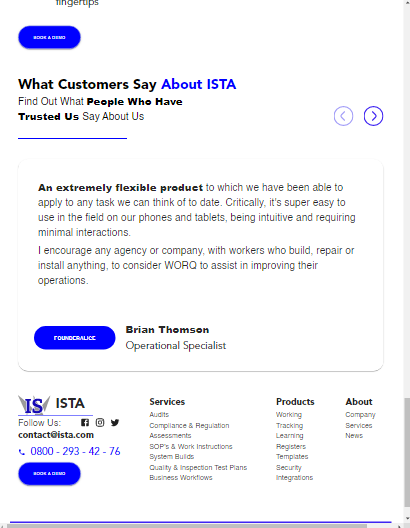 fingertips
BOOK A DEMO
What Customers Say About ISTA
Find Out What People Who Have
Trusted Us Say About Us
An extremely flexible product to which we have been able to
apply to any task we can think of to date. Critically, it's super easy to
use in the field on our phones and tablets, being intuitive and requiring
minimal interactions.
I encourage any agency or company, with workers who build, repair or
install anything, to consider WORQ to assist in improving their
operations.
FOUNDERALICE
Brian Thomson
Operational Specialist
IS ISTA
Follow Us:
contact@ista.com
0800 - 293 - 42 - 76
BOOK A DEMO
Services
Audits
Compliance & Regulation
Assessments
SOP's & Work Instructions
System Builds
Quality & Inspection Test Plans
Business Workflows
Products
Working
Tracking
Learning
Registers
Templates
Security
Integrations
About
Company
Services
News